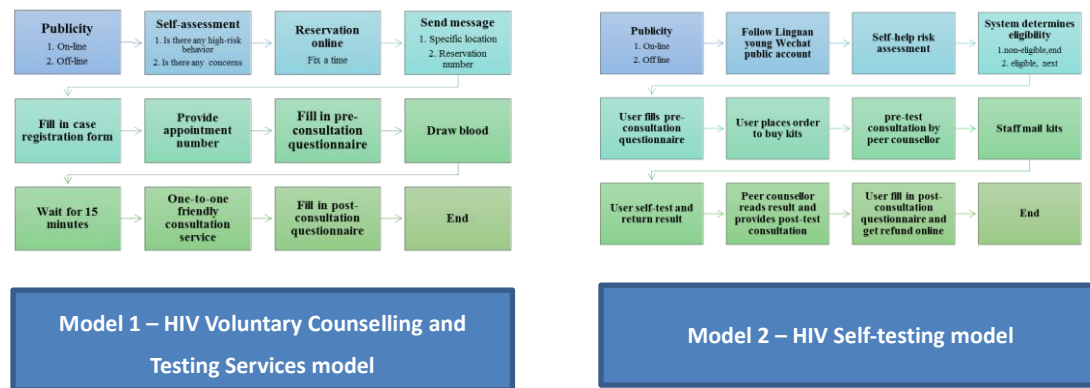 Publicity
1. On-line
2. Off-line
Self-assessment
1. Is there any high-risk
behavior
2. Is there any concerns
Reservation
online
Fix a time
Send message
1. Specific location
2. Reservation
number
Fill in case
registration form
Provide
appointment
number
Fill in pre-
consultation
questionnaire
Draw blood
Wait for 15
minutes
One-to-one
friendly
consultation
service
Fill in post-
consultation
questionnaire
End
Model 1 – HIV Voluntary Counselling and
Testing Services model
Publicity
1. On-line
2. Off line
Follow Lingnan
young Wechat
public account
Self-help risk
assessment
System determines
eligibility
1.non-eligible,end
2. eligible, next
User fills pre-
consultation
questionnaire
User places order
to buy kits
pre-test
consultation by
peer counsellor
Staff mail kits
User self-test and
return result
Peer counsellor
reads result and
provides post-test
consultation
User fill in post-
consultation
questionnaire and
get refund online
End
Model 2 – HIV Self-testing model